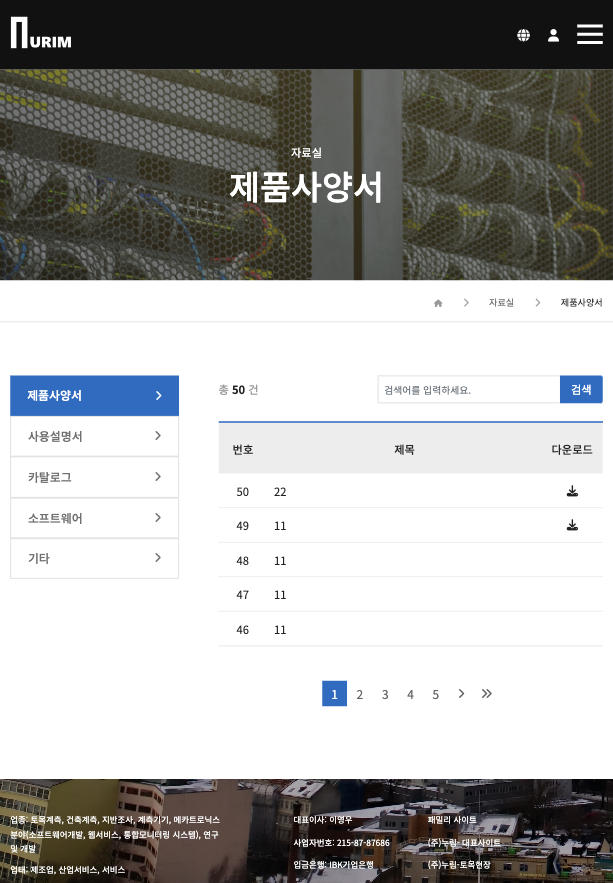 NURIM
자료실
제품사양서
자료실
제품사양서
제품사양서
사용설명서
카탈로그
소프트웨어
기타
총 50 건
검색어를 입력하세요.
검색
번호 제목 다운로드
50 22
49 11
48 11
47 11
46 11
1 2 3 4 5
업종: 토목계측, 건축계측, 지반조사, 계측기기, 메카트로닉스
분야(소프트웨어개발, 웹서비스, 통합모니터링 시스템), 연구
및 개발
업태: 제조업, 산업서비스, 서비스
대표이사: 이영우
사업자번호: 215-87-87686
입금은행: IBK기업은행
패밀리 사이트
(주)누림- 대표사이트
(주)누림-토목현장